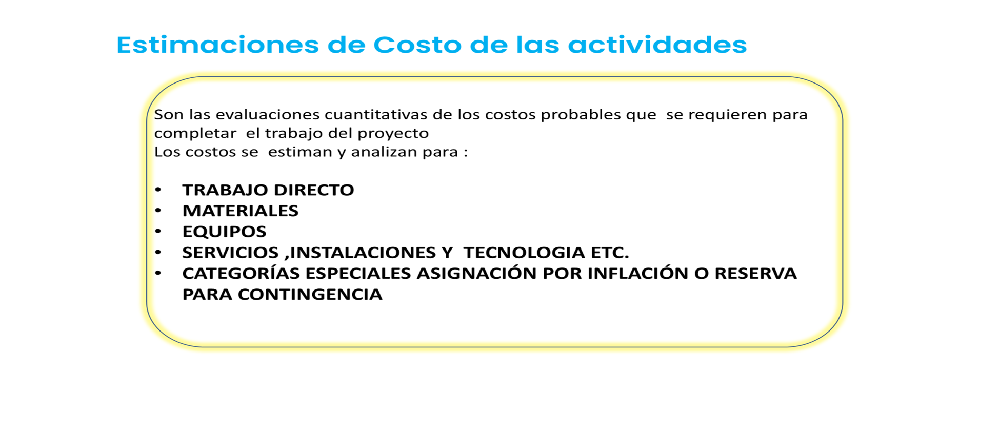 Estimaciones de Costo de las actividades
Son las evaluaciones cuantitativas de los costos probables que  se requieren para
completar  el trabajo del proyecto
Los costos se  estiman y analizan para :
• TRABAJO DIRECTO
• MATERIALES
• EQUIPOS
• SERVICIOS ,INSTALACIONES Y  TECNOLOGIA ETC.
• CATEGORÍAS ESPECIALES ASIGNACIÓN POR INFLACIÓN O RESERVA
PARA CONTINGENCIA